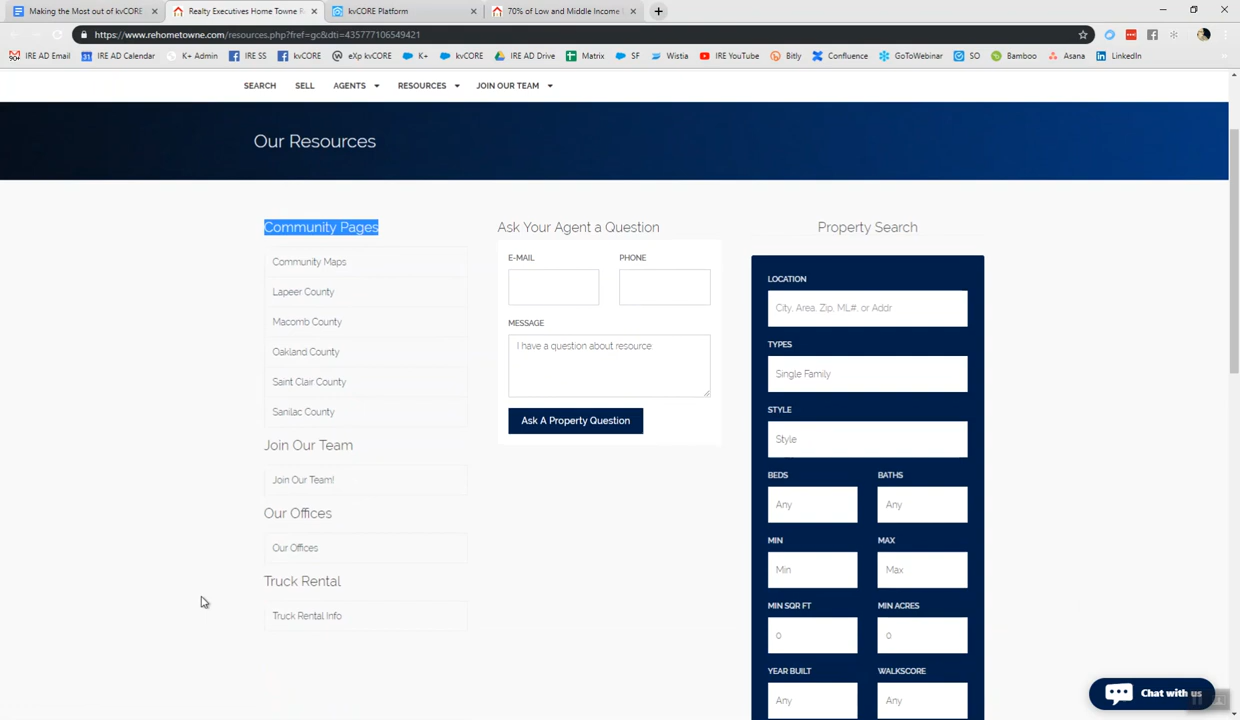 Making the Most out of kvCORE
Realty Executives Home Towne R
kvCORE Platform
70% of Low and Middle Income
https://www.rehometowne.com/resources.php?fref=gc&dti=435777106549421
IRE AD Email
IRE AD Calendar
K+ Admin
IRE SS
kvCORE
eXp kvCORE
K+
kvCORE
IRE AD Drive
Matrix
SF
Wistia
IRE YouTube
Bitly
Confluence
GoToWebinar
SO
Bamboo
Asana
LinkedIn
SEARCH
SELL
AGENTS
RESOURCES
JOIN OUR TEAM
Our Resources
Community Pages
Community Maps
Lapeer County
Macomb County
Oakland County
Saint Clair County
Sanilac County
Join Our Team
Join Our Team!
Our Offices
Our Offices
Truck Rental
Truck Rental Info
Ask Your Agent a Question
E-MAIL
PHONE
MESSAGE
I have a question about resource.
Ask A Property Question
Property Search
LOCATION
City, Area, Zip, ML#, or Addr
TYPES
Single Family
STYLE
Style
BEDS
BATHS
Any
Any
MIN
MAX
Min
Max
MIN SQR FT
MIN ACRES
0
0
YEAR BUILT
WALKSCORE
Any
Any
Chat with us